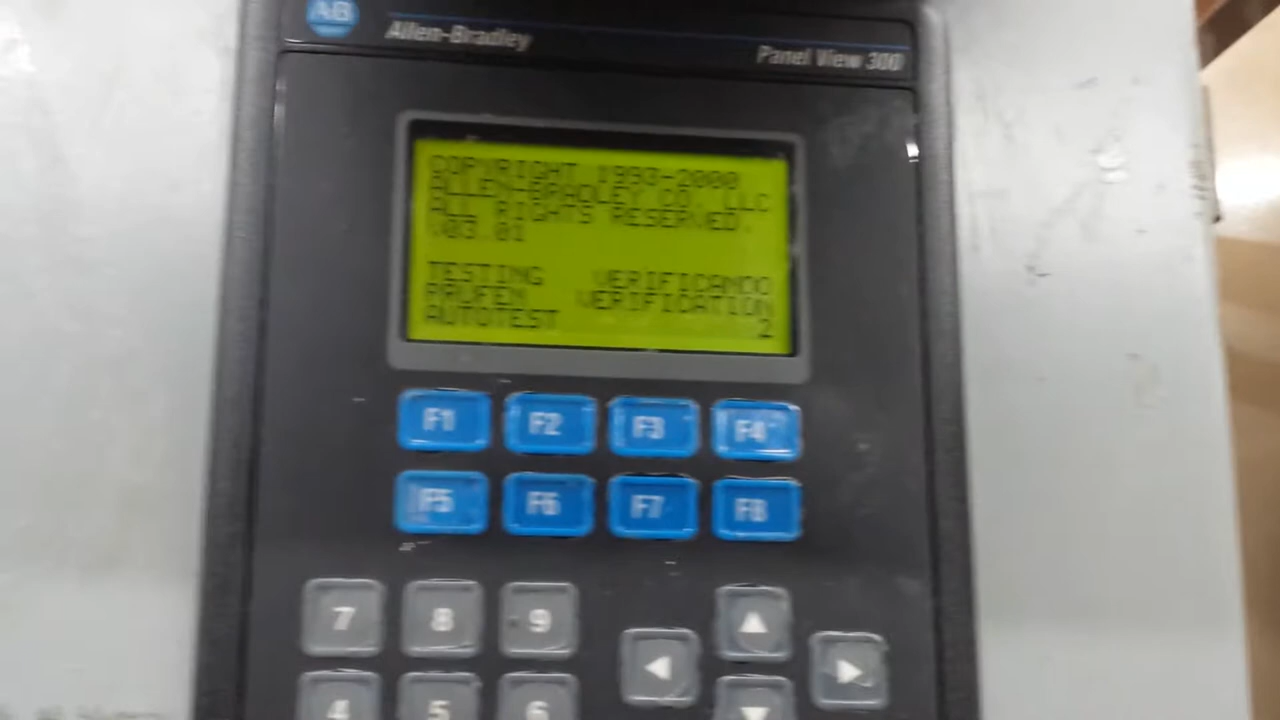 AB Allen-Bradley Panel View 300
COPYRIGHT 1993-2000
ALLEN-BRADLEY CO, LLC
ALL RIGHTS RESERVED.
V03.01
TESTING VERIFICANDO
PRUFEN VERIFICATION
AUTOTEST 2
F1 F2 F3 F4
F5 F6 F7 F8
7 8 9
4 5 6